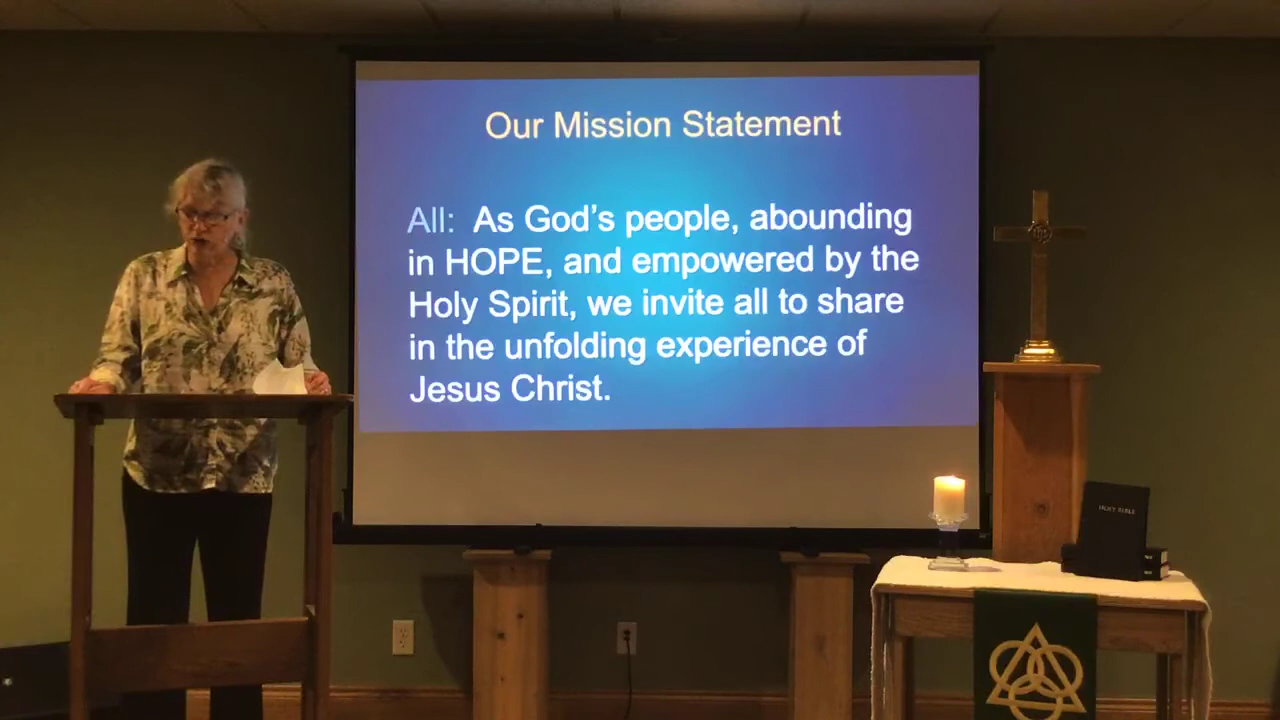 Our Mission Statement
All: As God’s people, abounding
in HOPE, and empowered by the
Holy Spirit, we invite all to share
in the unfolding experience of
Jesus Christ.
HOLY BIBLE